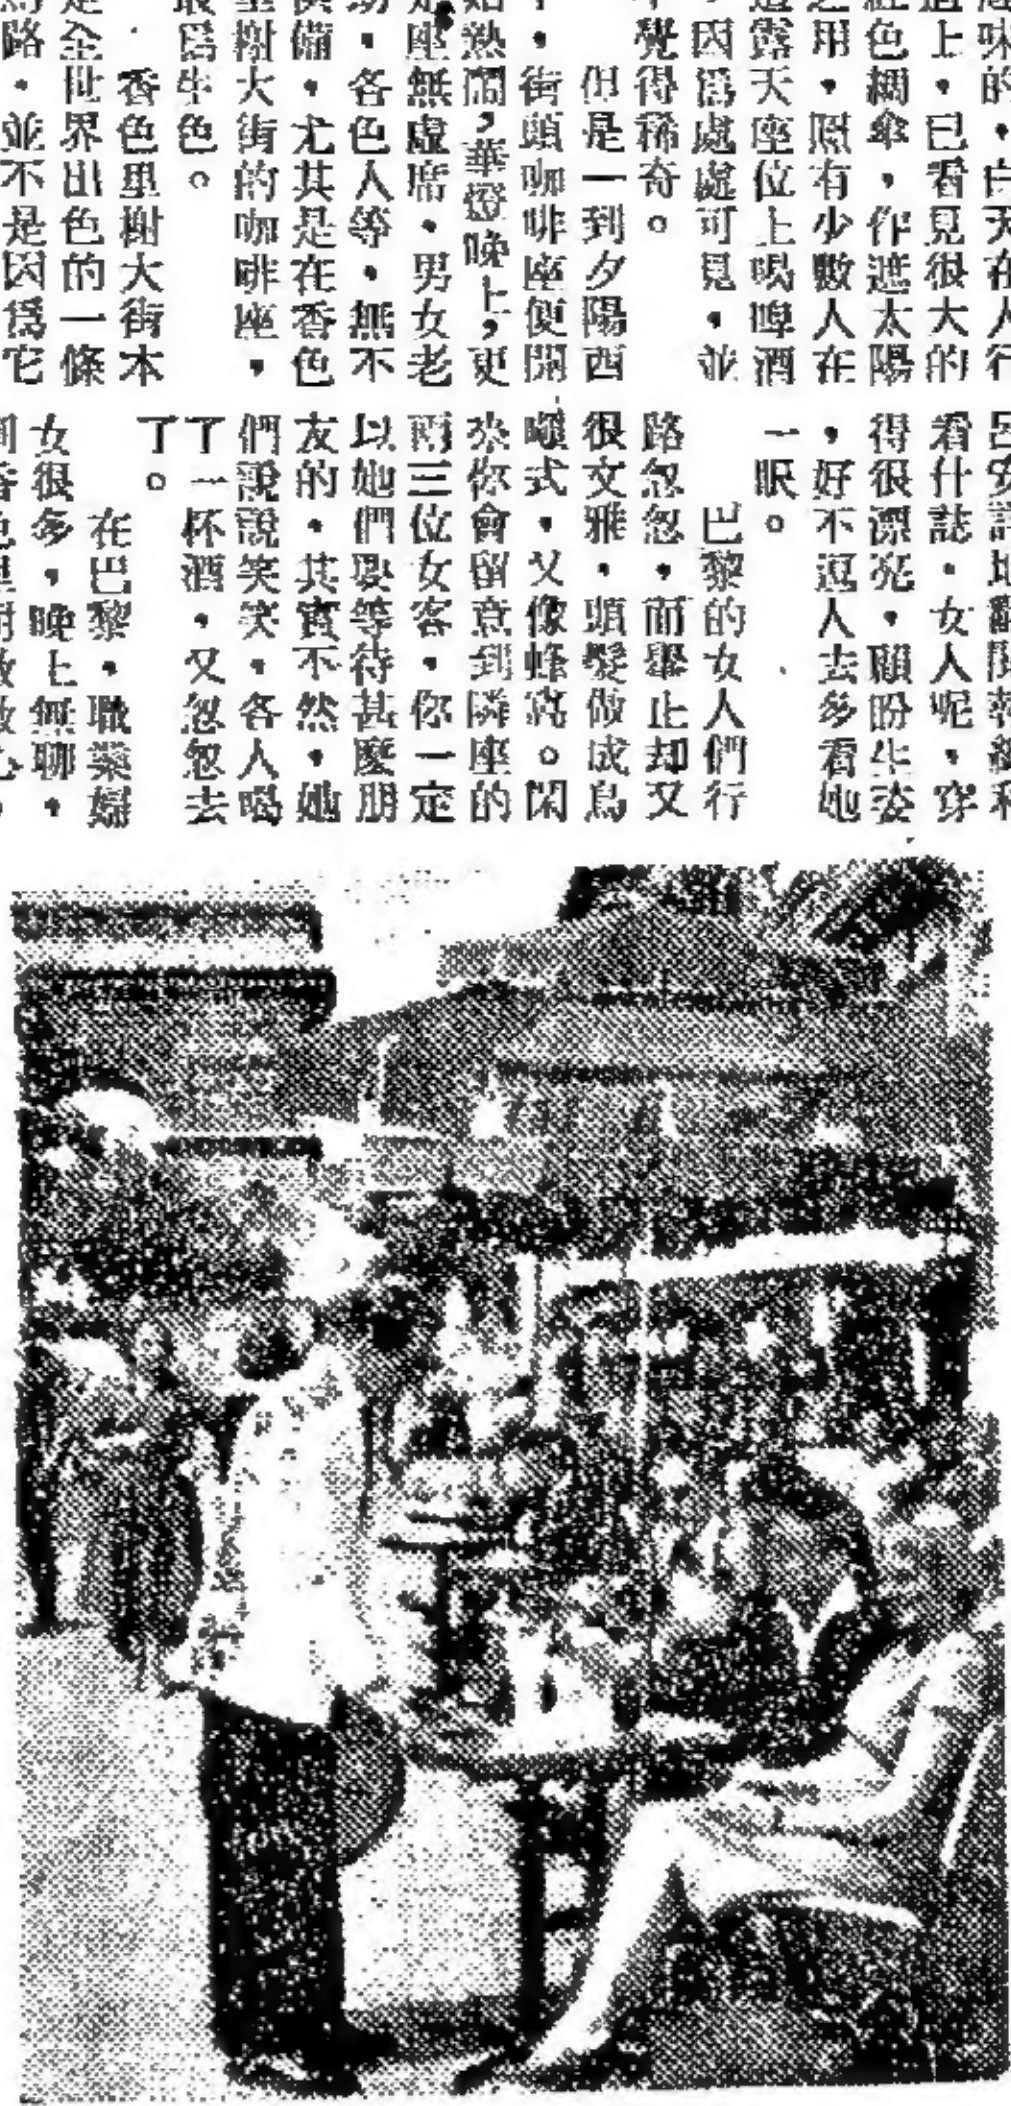 味的，白天在人行
道上，已看見很大的
紅色綢傘，作遮太陽
之用，照有少數人在
露天座位上喝啤酒
，因爲處處可見，並
不覺得稀奇。
但是一到夕陽西
，街頭咖啡座便開
始熱鬧，華燈晚上，更
是座無虛席，男女老
幼，各色人等，無不
俱備，尤其是在香色
里榭大街的咖啡座，
最爲生色。
香色里榭大街本
是全世界出色的一條
馬路，並不是因爲它
看什誌，女人呢，穿
得很漂亮，顧盼生姿
，好不逗人去多看她
一眼。
巴黎的女人們行
路忽忽，而舉止却又
很文雅，頭髮做成鳥
式，又像蜂窩。閑
來你會留意到隣座的
兩三位女客，你一定
以她們要等待甚麼朋
友的，其實不然，她
們說說笑笑，各人喝
了一杯酒，又忽忽去
了。
在巴黎，職業婦
女很多，晚上無聊，